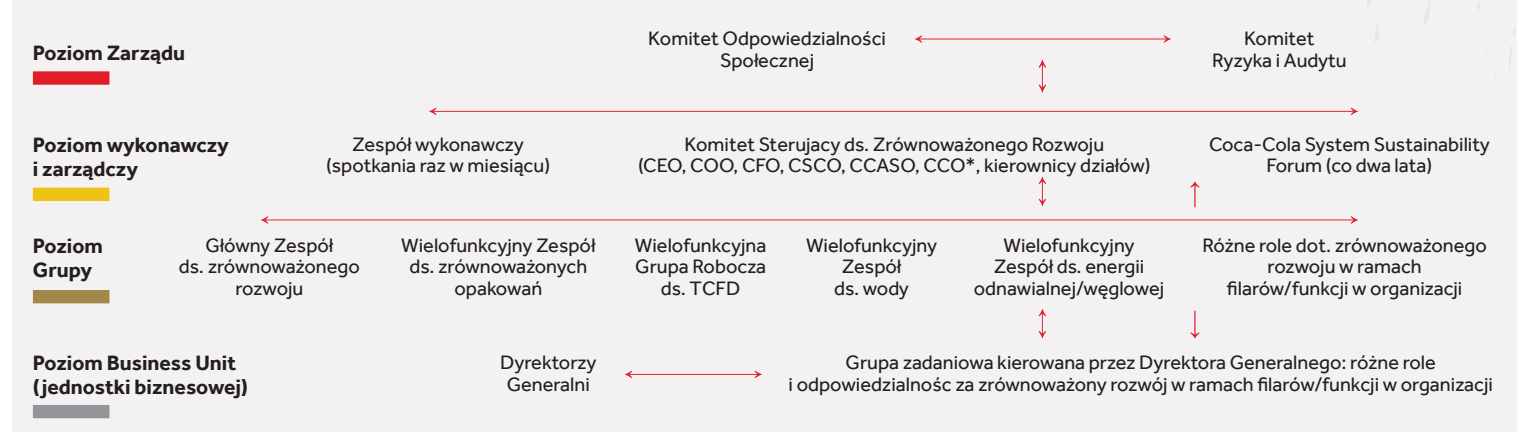 Poziom Zarządu
Komitet Odpowiedzialności
Społecznej
Komitet
Ryzyka i Audytu
Poziom wykonawczy
i zarządczy
Zespół wykonawczy
(spotkania raz w miesiącu)
Komitet Sterujacy ds. Zrównoważonego Rozwoju
(CEO, COO, CFO, CSCO, CCASO, CCO*, kierownicy działów)
Coca-Cola System Sustainability
Forum (co dwa lata)
Poziom
Grupy
Główny Zespół
ds. zrównoważonego
rozwoju
Wielofunkcyjny Zespół
ds. zrównoważonych
opakowań
Wielofunkcyjna
Grupa Robocza
ds. TCFD
Wielofunkcyjny
Zespół
ds. wody
Wielofunkcyjny
Zespół ds. energii
odnawialnej/węglowej
Różne role dot. zrównoważonego
rozwoju w ramach
filarów/funkcji w organizacji
Poziom Business Unit
(jednostki biznesowej)
Dyrektorzy
Generalni
Grupa zadaniowa kierowana przez Dyrektora Generalnego: różne role
i odpowiedzialnośc za zrównoważony rozwój w ramach filarów/funkcji w organizacji